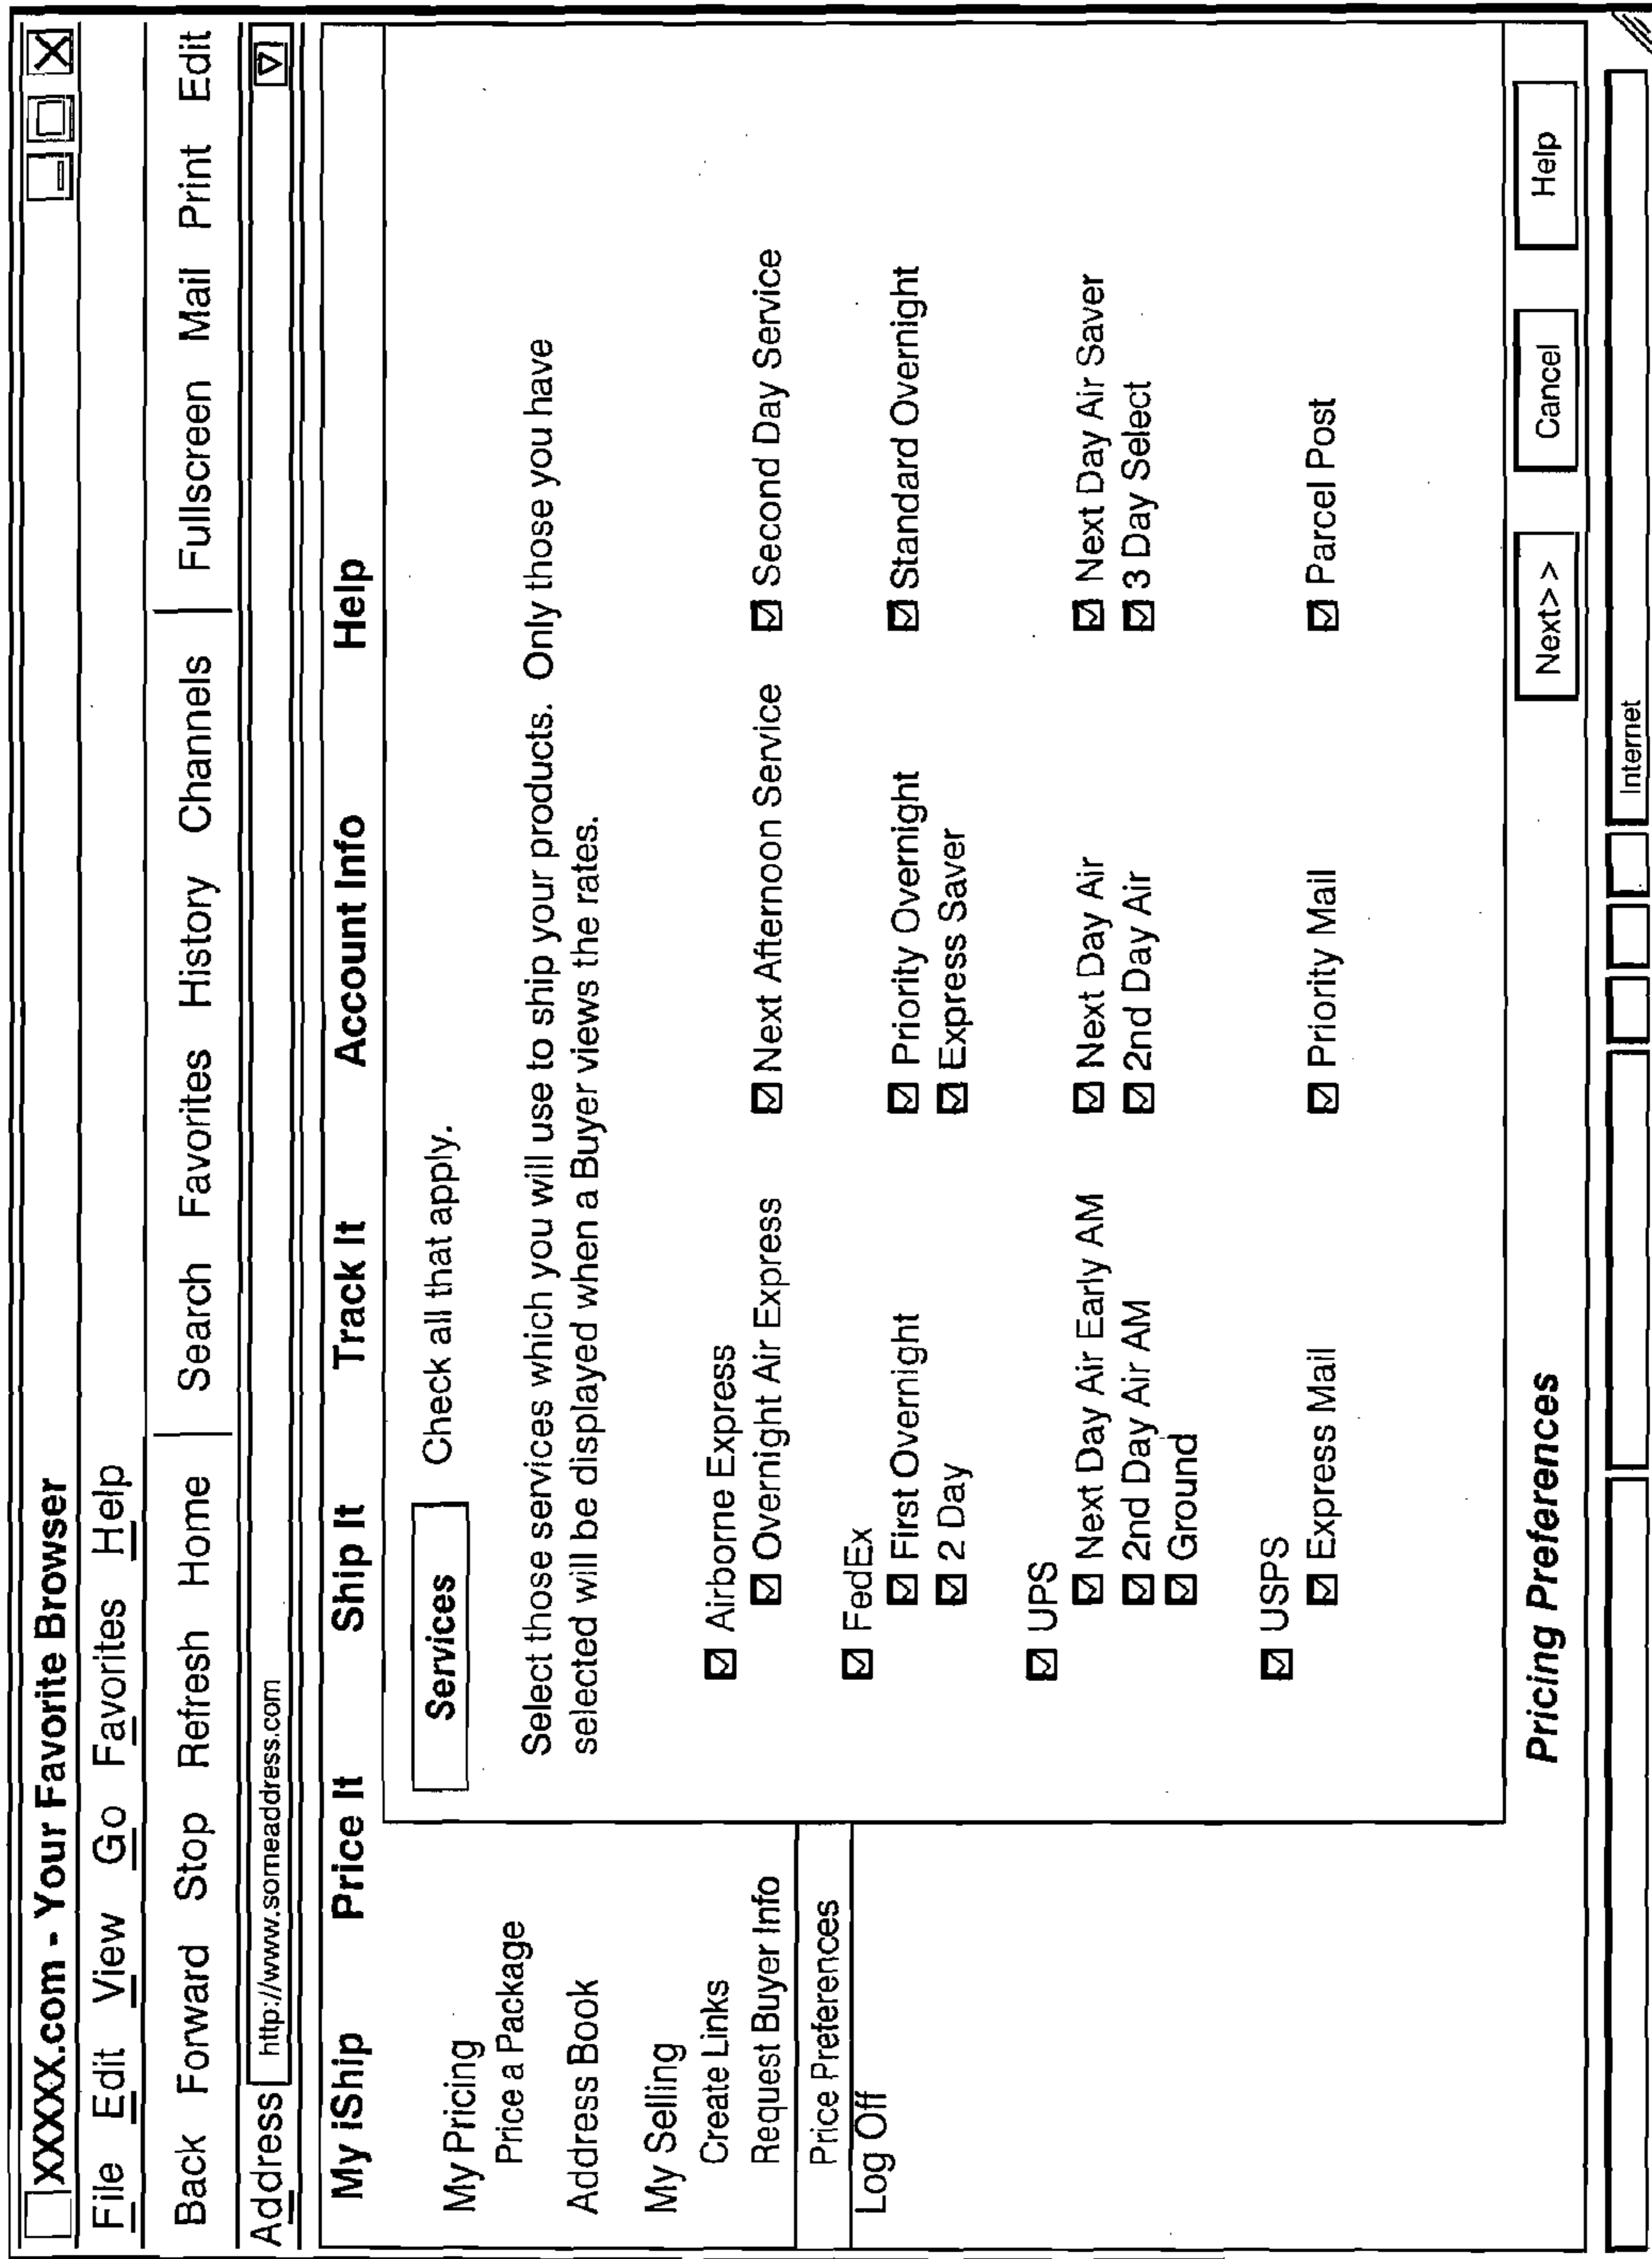 XXXXX.com - Your Favorite Browser
File Edit View Go Favorites Help
Back Forward Stop Refresh Home Search Favorites History Channels Fullscreen Mail Print Edit
Address http://www.someaddress.com
My iShip Price It Ship It Track It Account Info Help
My Pricing
Price a Package
Address Book
My Selling
Create Links
Request Buyer Info
Price Preferences
Log Off
Services Check all that apply.
Select those services which you will use to ship your products. Only those you have
selected will be displayed when a Buyer views the rates.
Airborne Express
Overnight Air Express Next Afternoon Service Second Day Service
FedEx
First Overnight Priority Overnight Standard Overnight
2 Day Express Saver
UPS
Next Day Air Early AM Next Day Air Next Day Air Saver
2nd Day Air AM 2nd Day Air 3 Day Select
Ground
USPS
Express Mail Priority Mail Parcel Post
Pricing Preferences Next>> Cancel Help
Internet